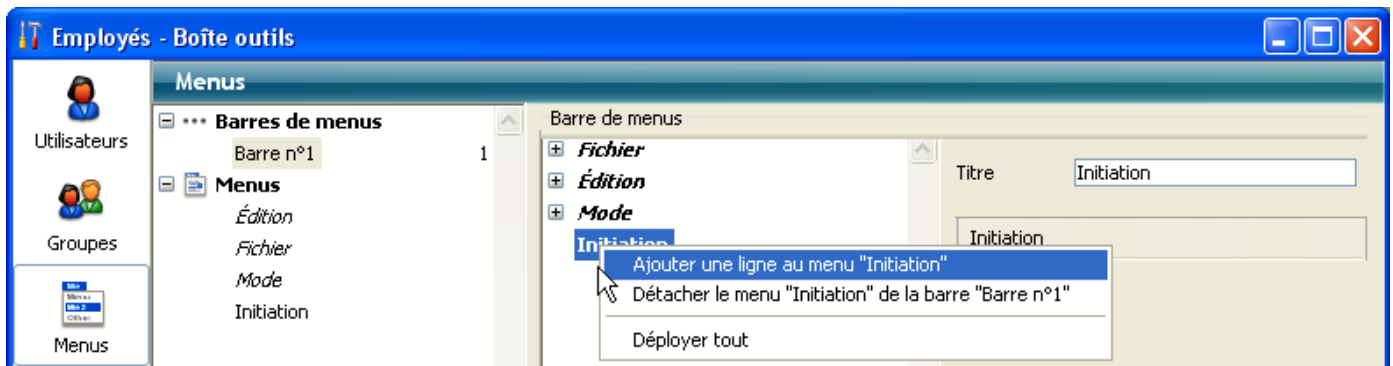 Employés - Boîte outils
Utilisateurs
Groupes
Menus
Menus
Barres de menus
Barre n°1 1
Menus
Édition
Fichier
Mode
Initiation
Barre de menus
Fichier
Édition
Mode
Initiation
Titre Initiation
Initiation
Ajouter une ligne au menu "Initiation"
Détacher le menu "Initiation" de la barre "Barre n°1"
Déployer tout